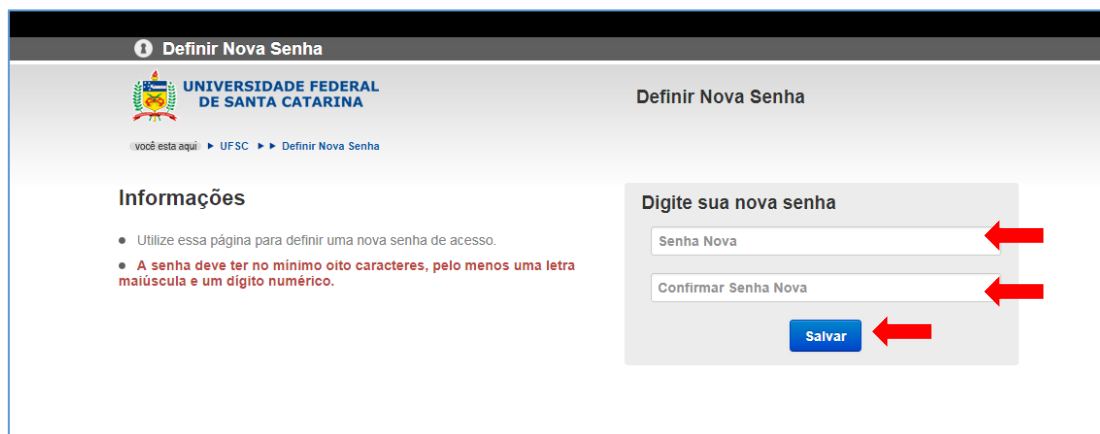 Definir Nova Senha
UNIVERSIDADE FEDERAL
DE SANTA CATARINA
Definir Nova Senha
você esta aqui ► UFSC ► ► Definir Nova Senha
Informações
● Utilize essa página para definir uma nova senha de acesso.
● A senha deve ter no mínimo oito caracteres, pelo menos uma letra
maiúscula e um dígito numérico.
Digite sua nova senha
Senha Nova
Confirmar Senha Nova
Salvar